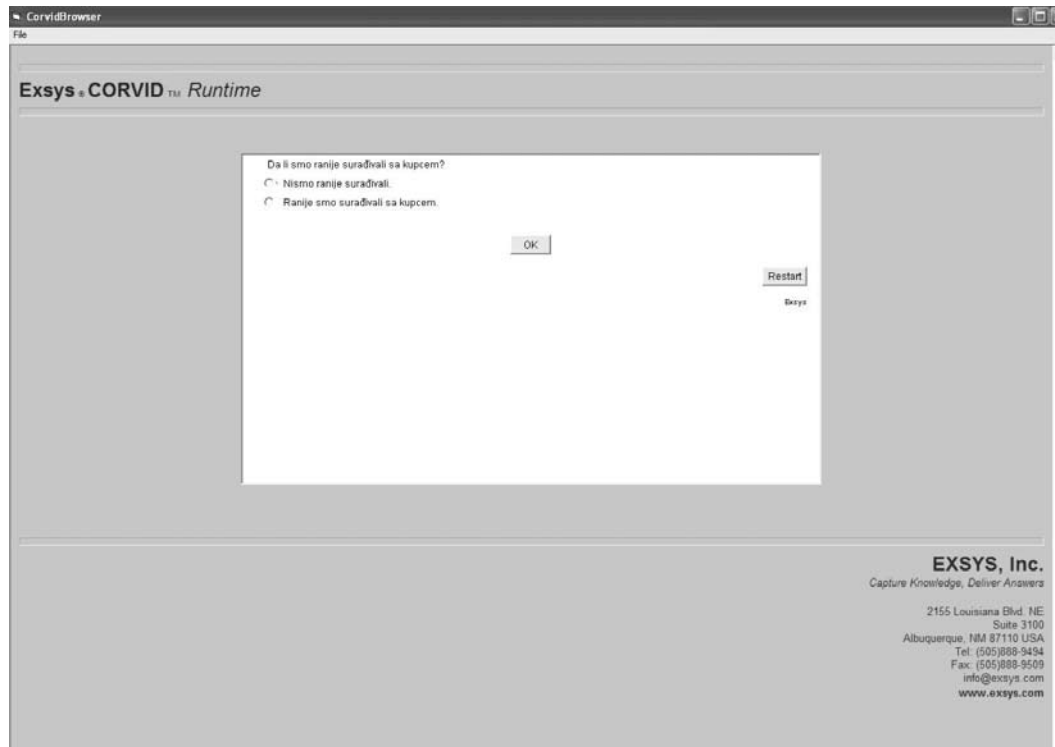 CorvidBrowser
File
Exsys ® CORVID TM Runtime
Da li smo ranije surađivali sa kupcem?
Nismo ranije surađivali.
Ranije smo surađivali sa kupcem.
OK
Restart
Exsys
EXSYS, Inc.
Capture Knowledge, Deliver Answers
2155 Louisiana Blvd. NE
Suite 3100
Albuquerque, NM 87110 USA
Tel: (505)888-9494
Fax: (505)888-9509
info@exsys.com
www.exsys.com